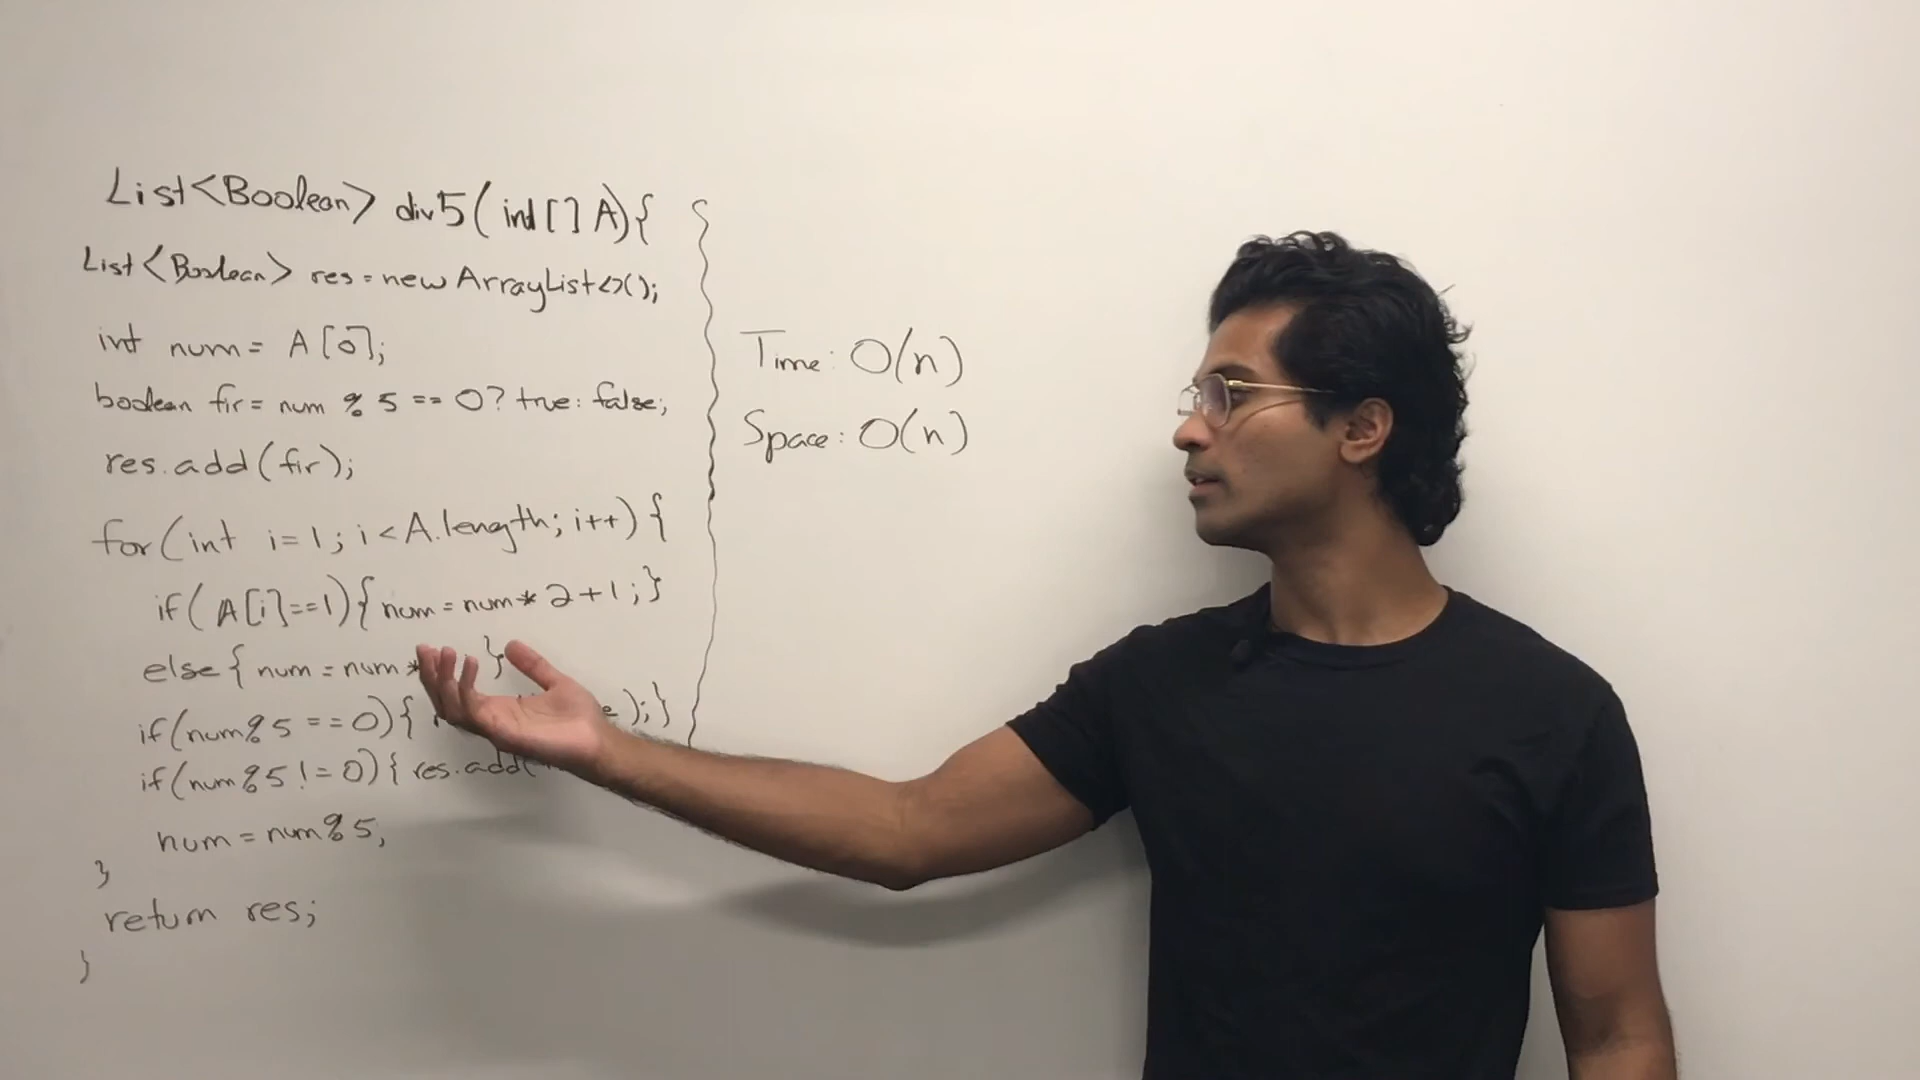 List<Boolean> div5(int[] A){
List<Boolean> res = new ArrayList<>();
int num = A[0];
boolean fir = num % 5 == 0? true: false;
res.add(fir);
for(int i=1; i<A.length; i++) {
if(A[i]==1){ num = num * 2+1; }
else { num = num * }
if(num%5 == 0){ );}
if(num%5 != 0){ res.add(
num = num%5;
}
return res;
}
Time: O(n)
Space: O(n)